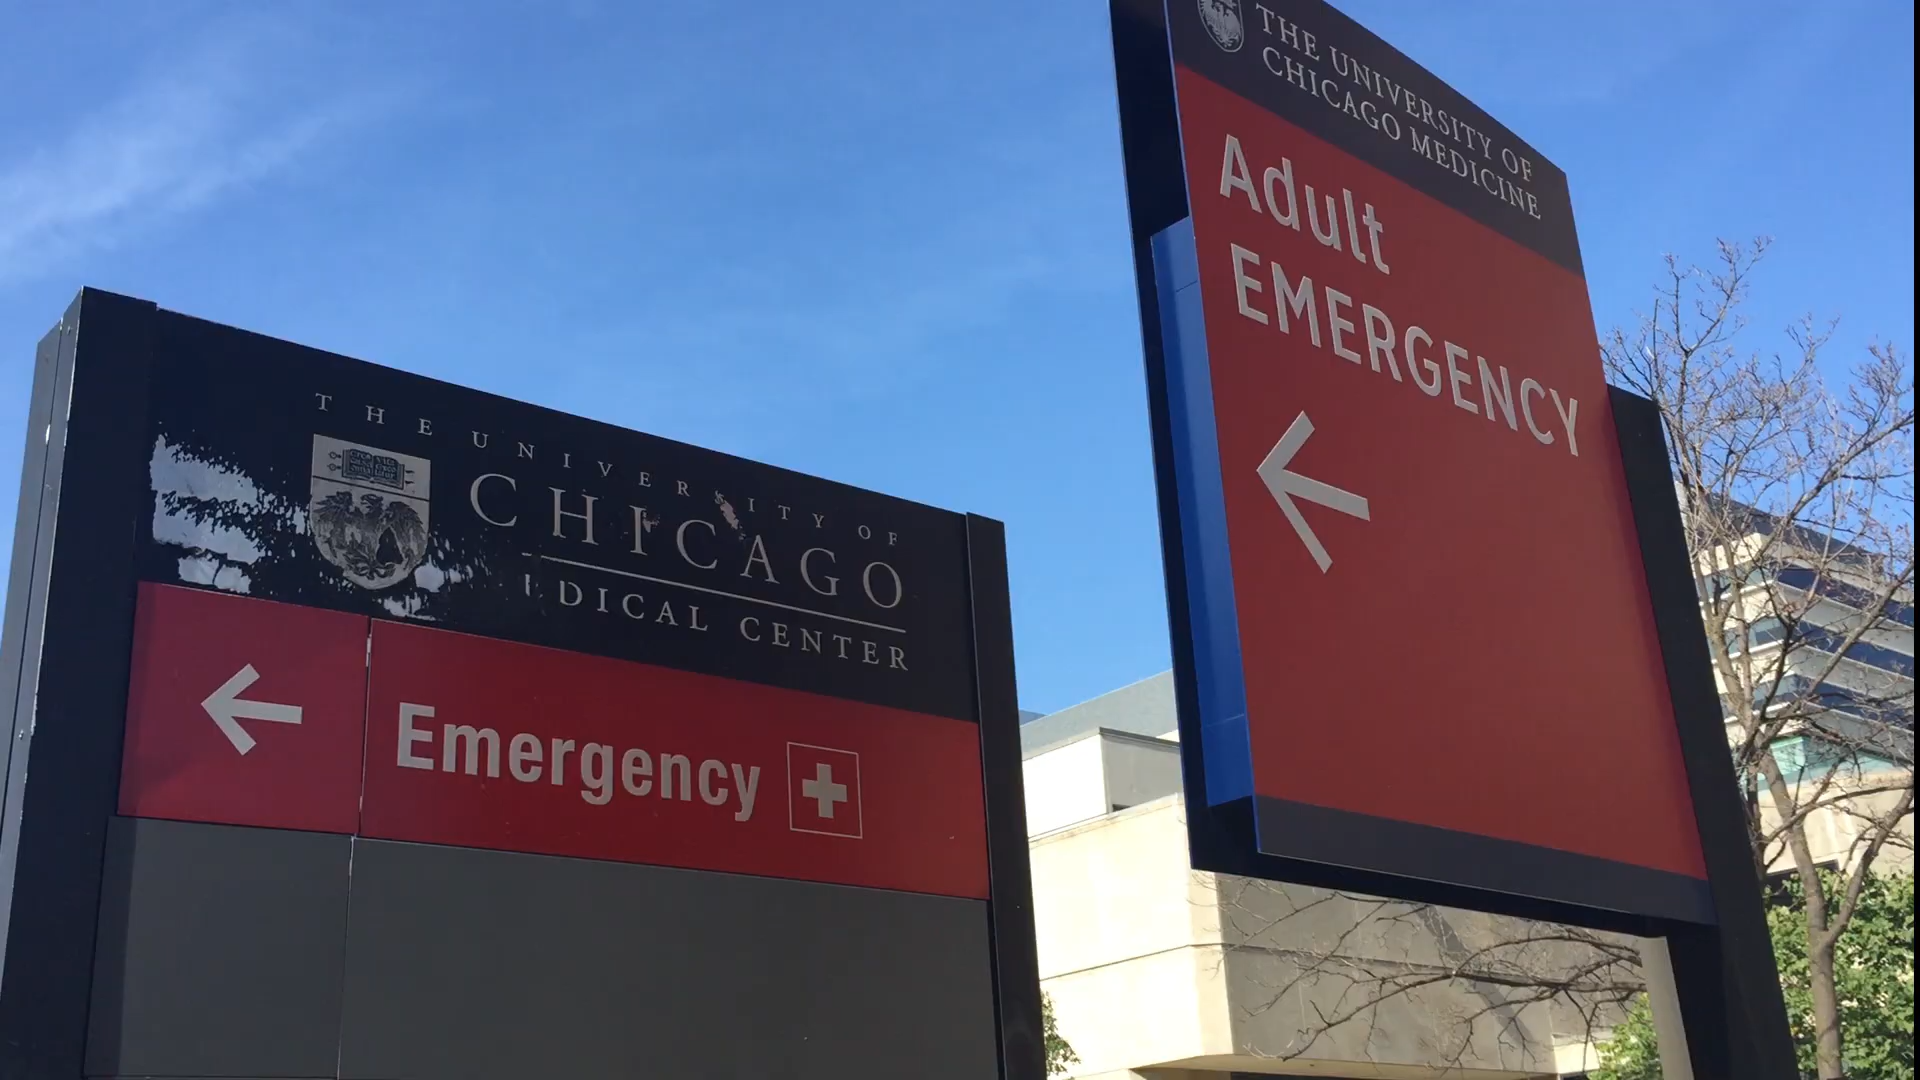 THE UNIVERSITY OF
CHICAGO
DICAL CENTER
Emergency
THE UNIVERSITY OF
CHICAGO MEDICINE
Adult
EMERGENCY